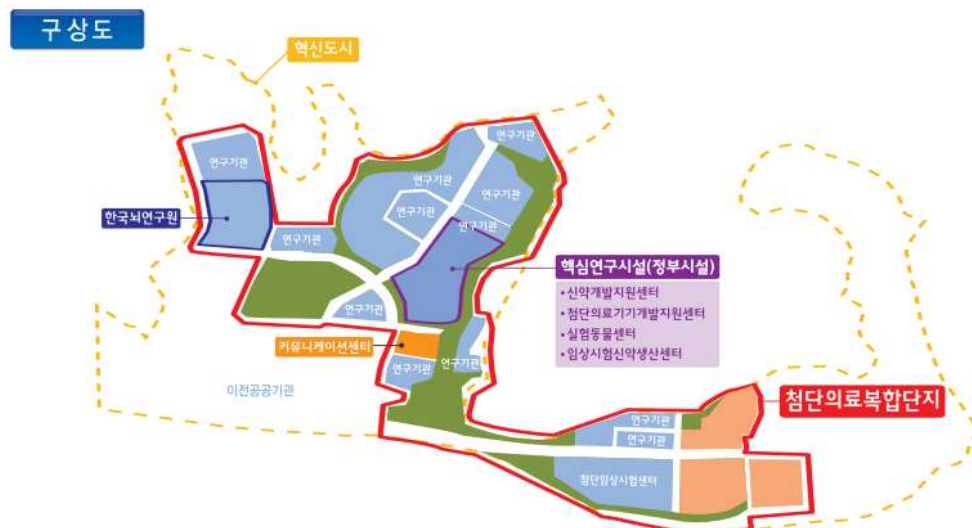 구상도
혁신도시
연구기관
연구기관
한국뇌연구원
연구기관
연구기관
연구기관
연구기관
연구기관
핵심연구시설(정부시설)
•신약개발지원센터
•첨단의료기기개발지원센터
•실험동물센터
•임상시험신약생산센터
연구기관
커뮤니케이션센터
연구기관
연구기관
이전공공기관
첨단의료복합단지
연구기관
연구기관
첨단임상시험센터